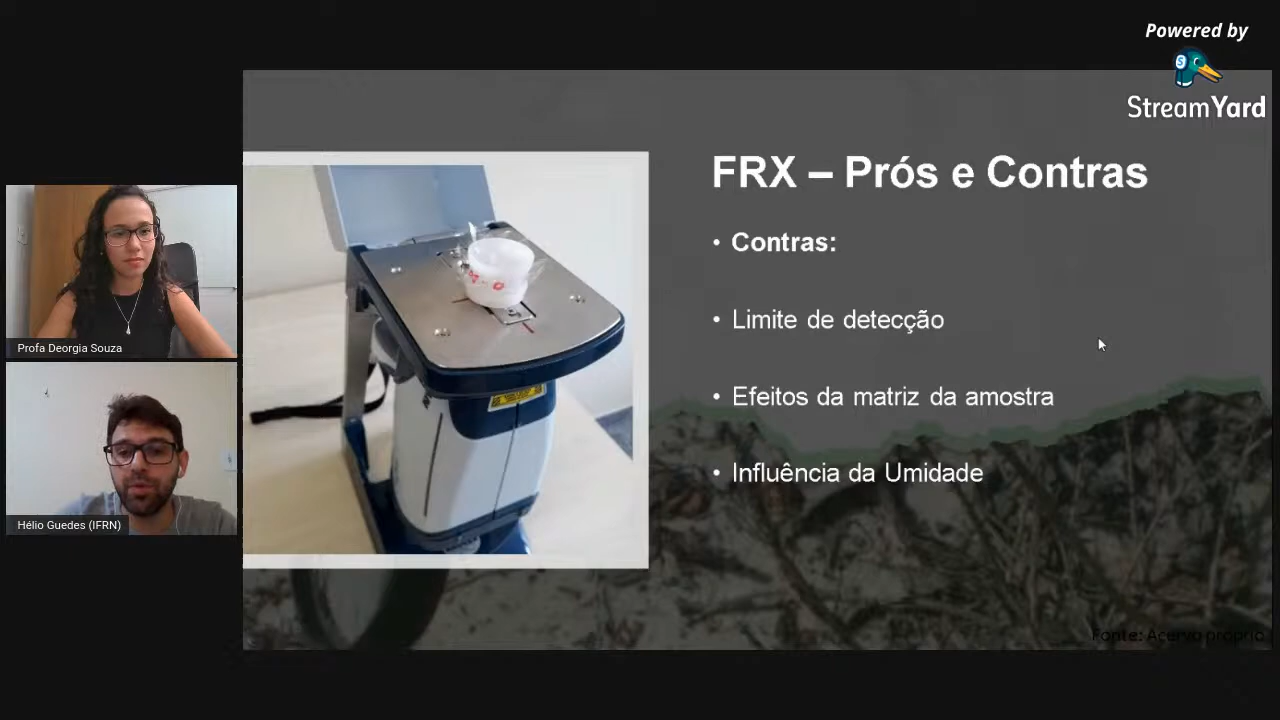 Powered by
StreamYard
FRX – Prós e Contras
• Contras:
• Limite de detecção
• Efeitos da matriz da amostra
• Influência da Umidade
Fonte: Acervo próprio
Profa Deorgia Souza
Hélio Guedes (IFRN)